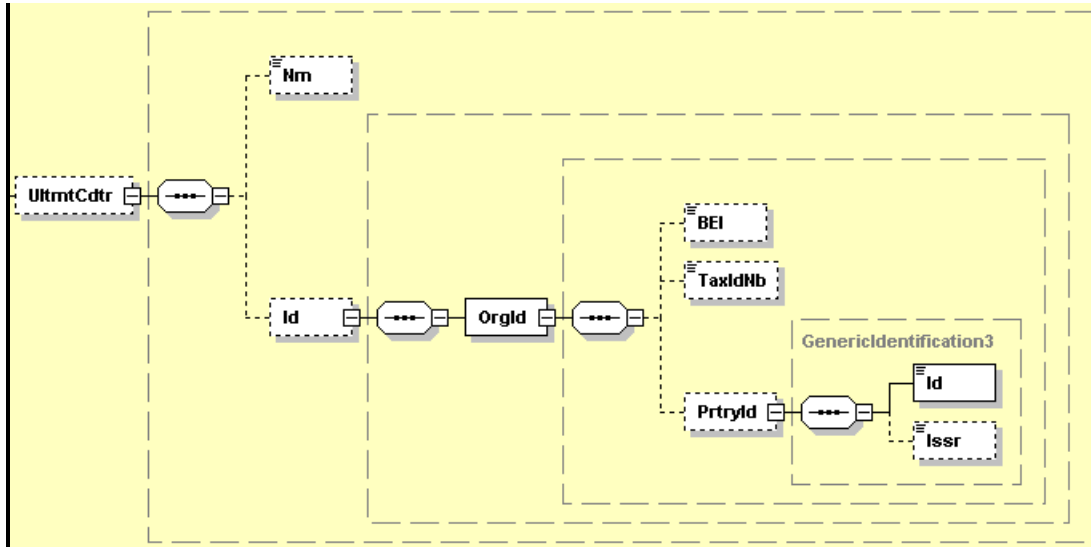 Nm
UltmtCdtr
BEI
TaxIdNb
Id
OrgId
GenericIdentification3
Id
PrtryId
Issr